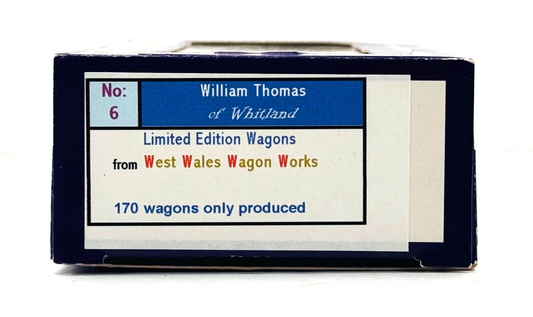 No:
6
William Thomas
of Whitland
Limited Edition Wagons
from West Wales Wagon Works
170 wagons only produced